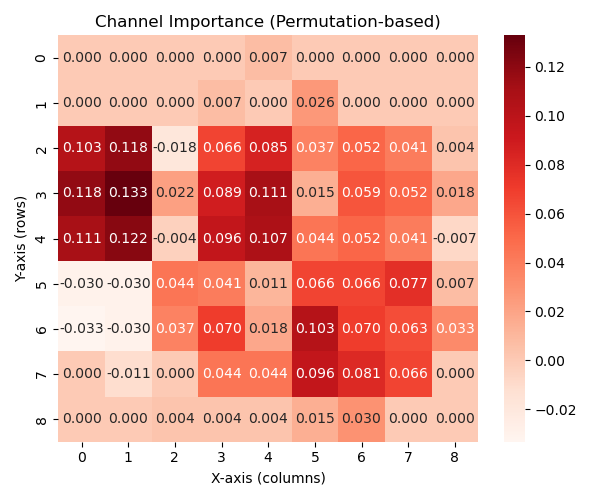 Channel Importance (Permutation-based)
0 0.000 0.000 0.000 0.000 0.007 0.000 0.000 0.000 0.000
1 0.000 0.000 0.000 0.007 0.000 0.026 0.000 0.000 0.000
2 0.103 0.118 -0.018 0.066 0.085 0.037 0.052 0.041 0.004
3 0.118 0.133 0.022 0.089 0.111 0.015 0.059 0.052 0.018
4 0.111 0.122 -0.004 0.096 0.107 0.044 0.052 0.041 -0.007
5 -0.030 -0.030 0.044 0.041 0.011 0.066 0.066 0.077 0.007
6 -0.033 -0.030 0.037 0.070 0.018 0.103 0.070 0.063 0.033
7 0.000 -0.011 0.000 0.044 0.044 0.096 0.081 0.066 0.000
8 0.000 0.000 0.004 0.004 0.004 0.015 0.030 0.000 0.000
0 1 2 3 4 5 6 7 8
X-axis (columns)
Y-axis (rows)
0.12
0.10
0.08
0.06
0.04
0.02
0.00
−0.02